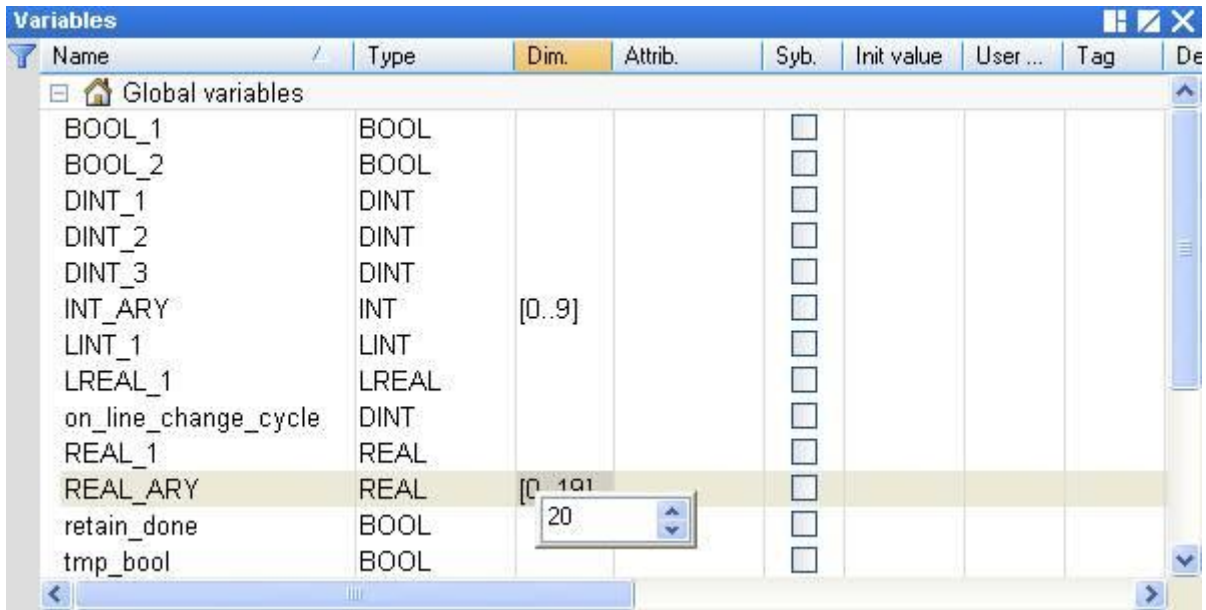 Variables
Name Type Dim. Attrib. Syb. Init value User ... Tag De
Global variables
BOOL_1 BOOL
BOOL_2 BOOL
DINT_1 DINT
DINT_2 DINT
DINT_3 DINT
INT_ARY INT [0..9]
LINT_1 LINT
LREAL_1 LREAL
on_line_change_cycle DINT
REAL_1 REAL
REAL_ARY REAL [0..19]
20
retain_done BOOL
tmp_bool BOOL